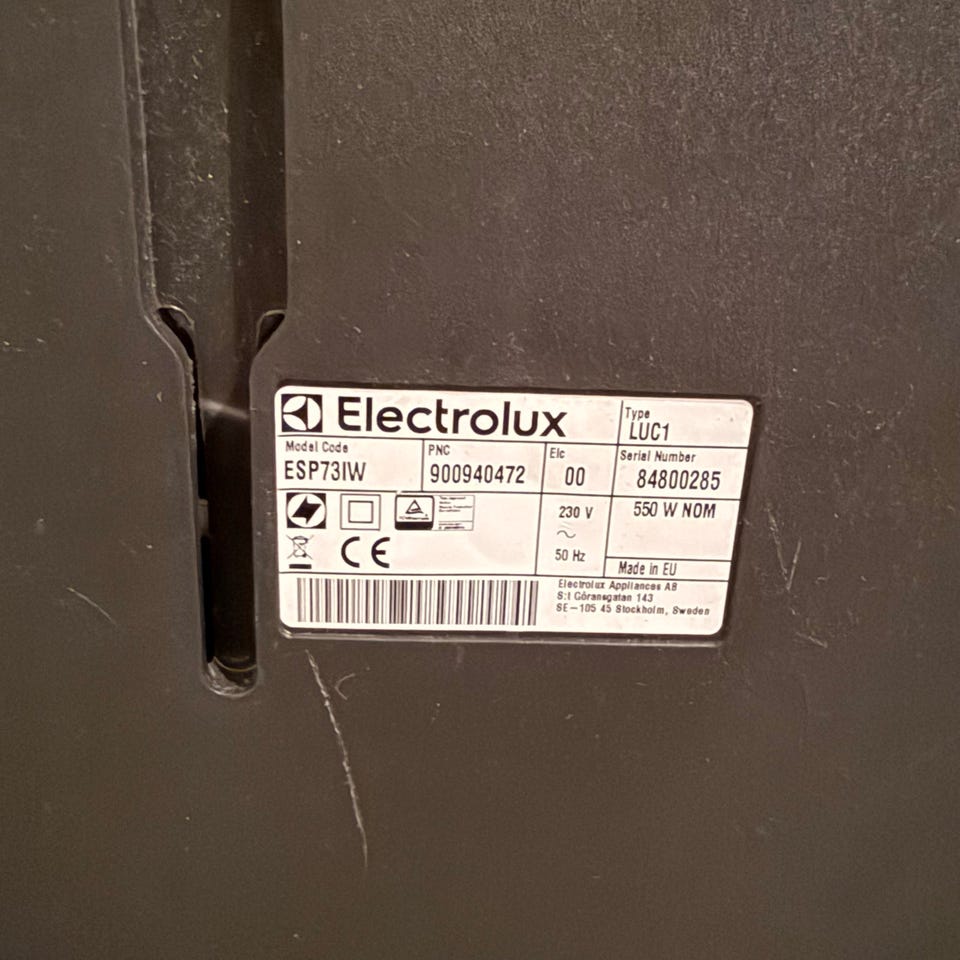 Electrolux
Type
LUC1
Model Code
ESP73IW
PNC
900940472
Elc
00
Serial Number
84800285
230 V
~
50 Hz
550 W NOM
Made in EU
CE
Electrolux Appliances AB
S:t Göransgatan 143
SE-105 45 Stockholm, Sweden